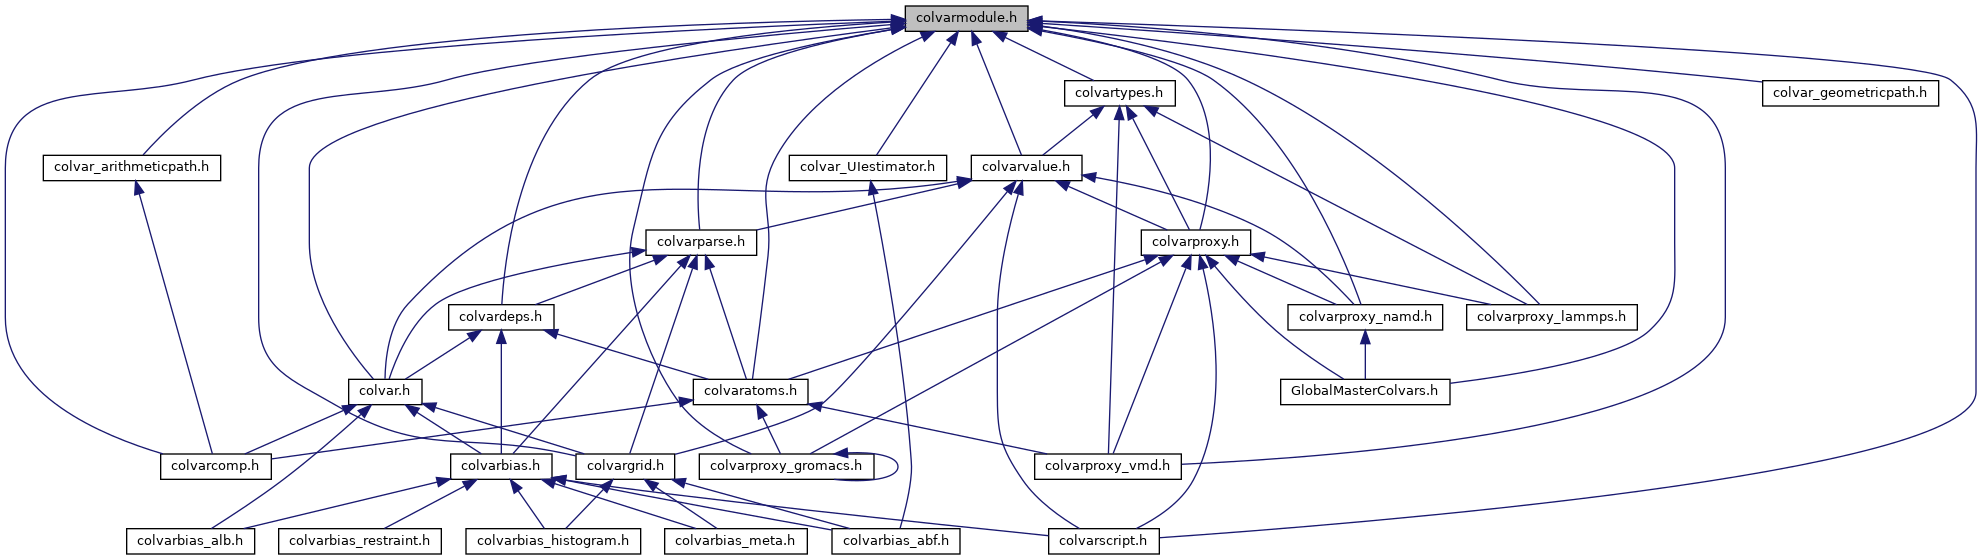 colvarmodule.h
colvartypes.h
colvar_geometricpath.h
colvar_arithmeticpath.h
colvar_UIestimator.h
colvarvalue.h
colvarparse.h
colvarproxy.h
colvardeps.h
colvarproxy_namd.h
colvarproxy_lammps.h
colvar.h
colvaratoms.h
GlobalMasterColvars.h
colvarcomp.h
colvarbias.h
colvargrid.h
colvarproxy_gromacs.h
colvarproxy_vmd.h
colvarbias_alb.h
colvarbias_restraint.h
colvarbias_histogram.h
colvarbias_meta.h
colvarbias_abf.h
colvarscript.h